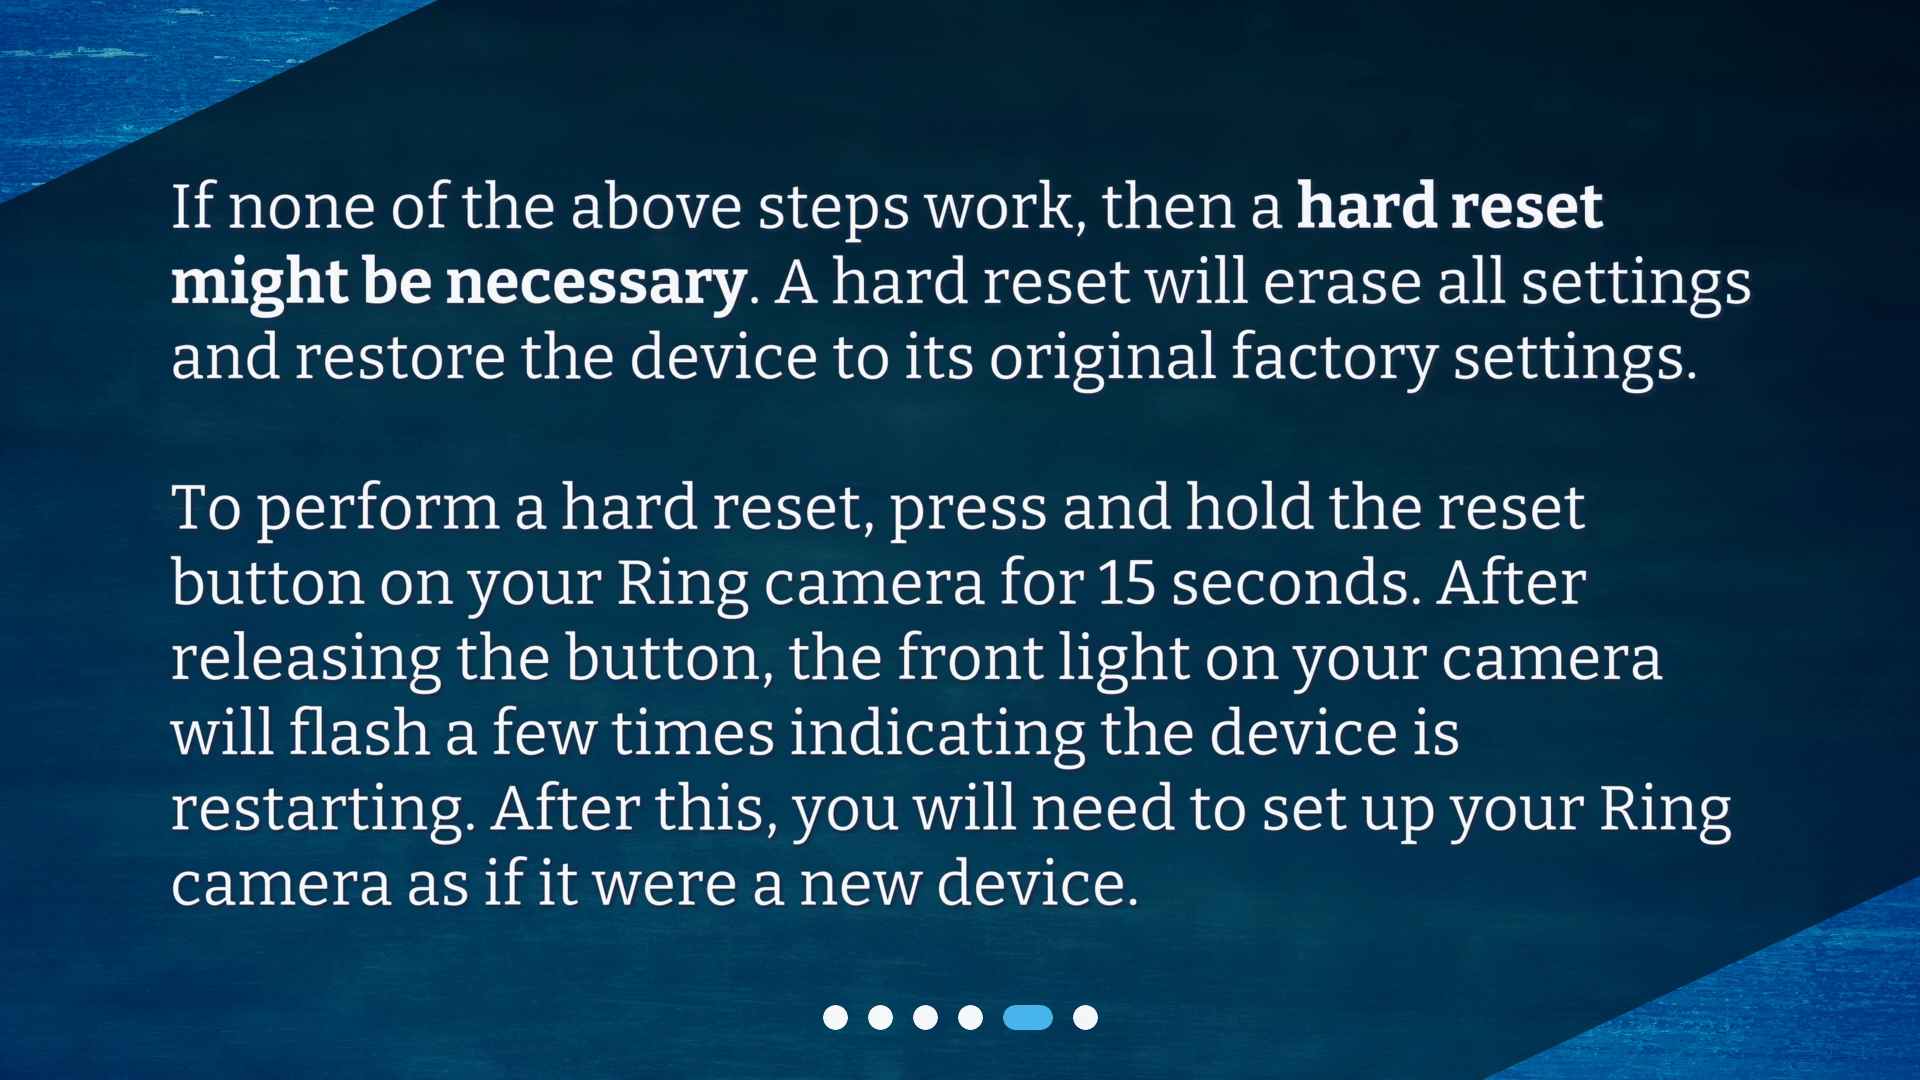 If none of the above steps work, then a hard reset
might be necessary. A hard reset will erase all settings
and restore the device to its original factory settings.
To perform a hard reset, press and hold the reset
button on your Ring camera for 15 seconds. After
releasing the button, the front light on your camera
will flash a few times indicating the device is
restarting. After this, you will need to set up your Ring
camera as if it were a new device.